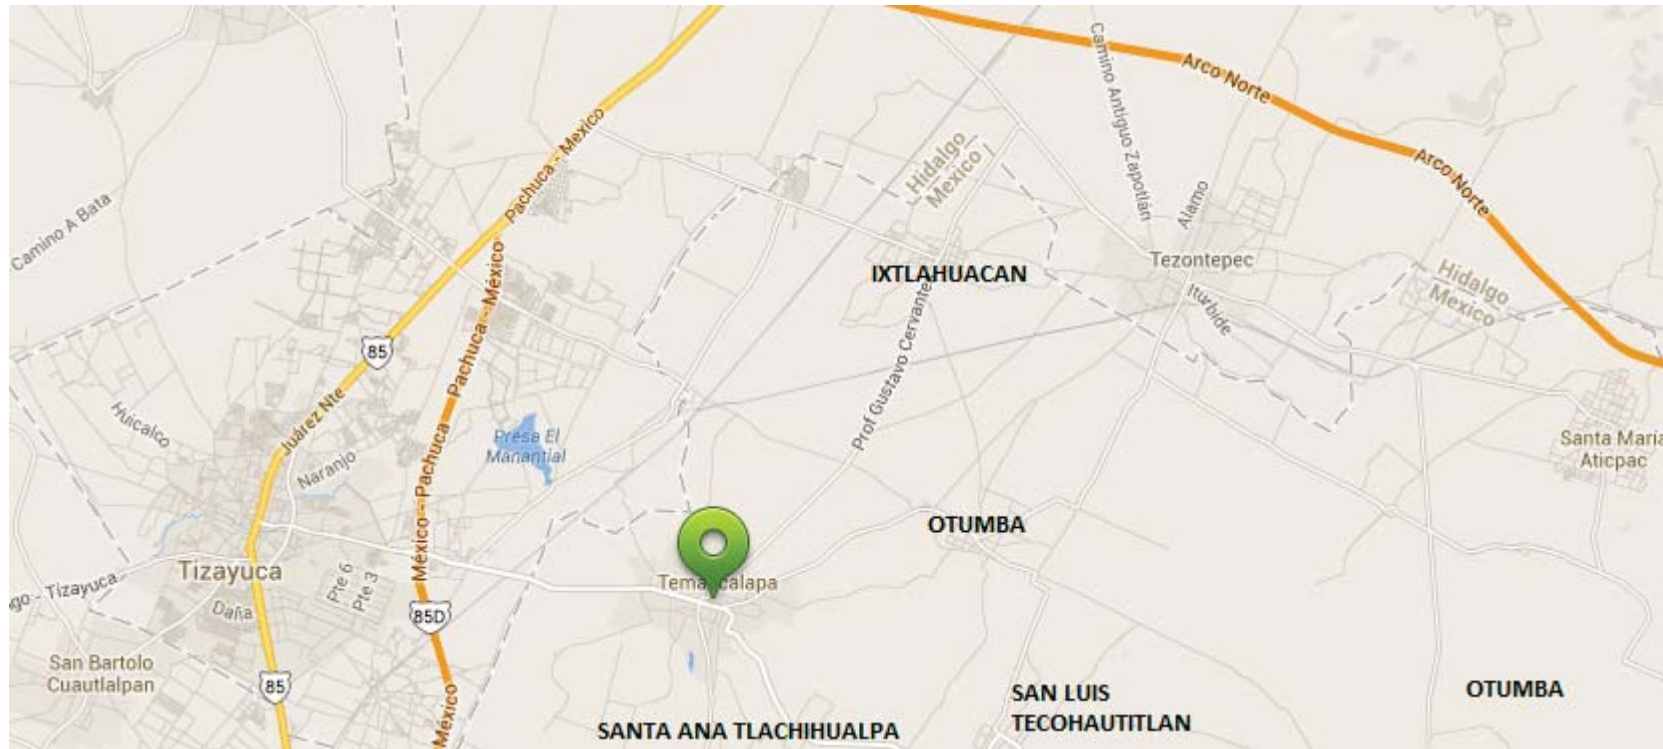 Arco Norte
Camino Antiguo Zapotlán
Arco Norte
Pachuca - Mexico
Hidalgo
Mexico
Alamo
Camino A Bata
Tezontepec
IXTLAHUACAN
Hidalgo
Mexico
Iturbide
Pachuca - México
85
Prof Gustavo Cervantes
Juárez Nte
Huicalco
México - Pachuca
Presa El
Manantial
Naranjo
Santa María
Aticpac
OTUMBA
Tizayuca
go - Tizayuca
Pte 6
Pte 3
Daña
85D
San Bartolo
Cuautlalpan
85
México
OTUMBA
SAN LUIS
TECOHAUTITLAN
SANTA ANA TLACHIHUALPA